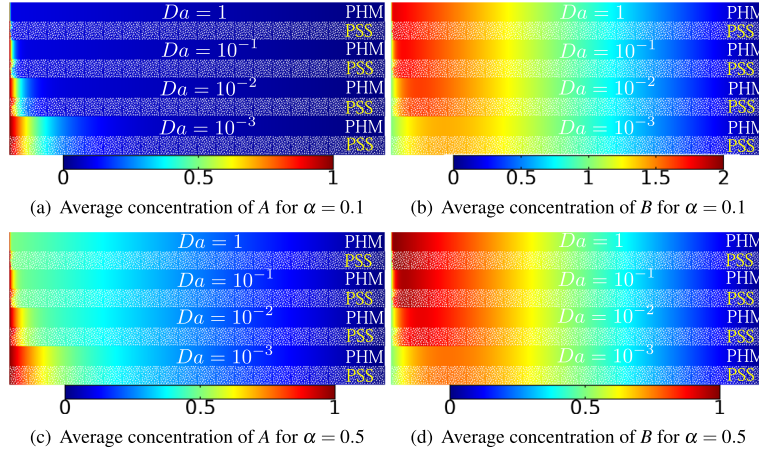 Da = 1 PHM
PSS
Da = 10⁻¹ PHM
PSS
Da = 10⁻² PHM
PSS
Da = 10⁻³ PHM
PSS
0 0.5 1
(a) Average concentration of A for α = 0.1
Da = 1 PHM
PSS
Da = 10⁻¹ PHM
PSS
Da = 10⁻² PHM
PSS
Da = 10⁻³ PHM
PSS
0 0.5 1 1.5 2
(b) Average concentration of B for α = 0.1
Da = 1 PHM
PSS
Da = 10⁻¹ PHM
PSS
Da = 10⁻² PHM
PSS
Da = 10⁻³ PHM
PSS
0 0.5 1
(c) Average concentration of A for α = 0.5
Da = 1 PHM
PSS
Da = 10⁻¹ PHM
PSS
Da = 10⁻² PHM
PSS
Da = 10⁻³ PHM
PSS
0 0.5 1
(d) Average concentration of B for α = 0.5